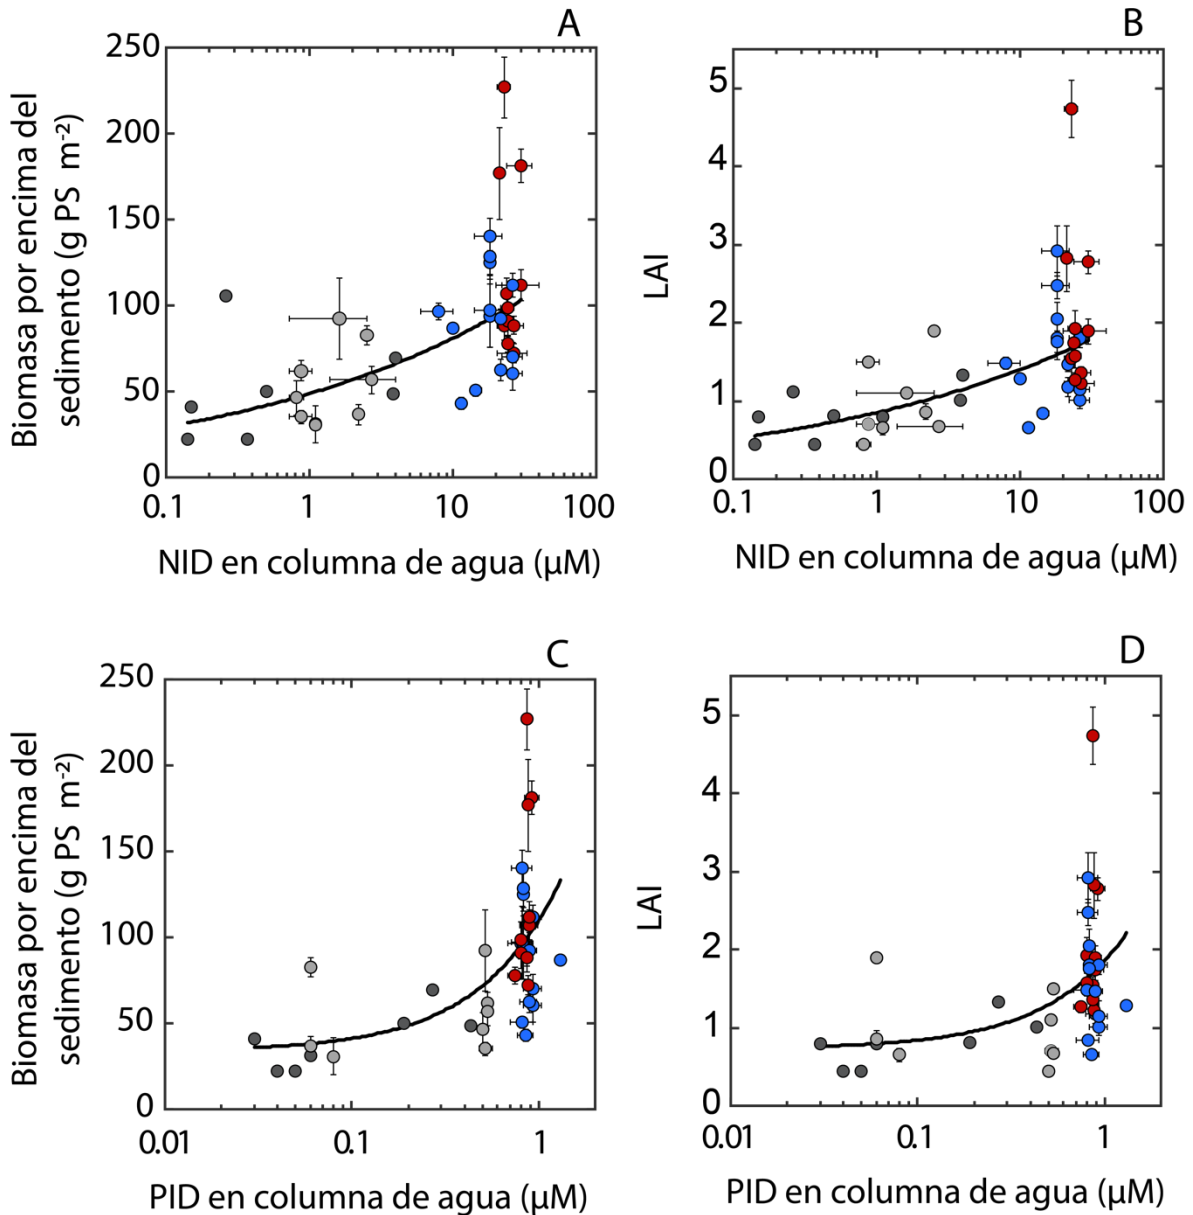 A
250
200
150
100
50
0
Biomasa por encima del
sedimento (g PS m⁻²)
0.1 1 10 100
NID en columna de agua (µM)
B
5
4
3
2
1
0
LAI
0.1 1 10 100
NID en columna de agua (µM)
C
250
200
150
100
50
0
Biomasa por encima del
sedimento (g PS m⁻²)
0.01 0.1 1
PID en columna de agua (µM)
D
5
4
3
2
1
0
LAI
0.01 0.1 1
PID en columna de agua (µM)